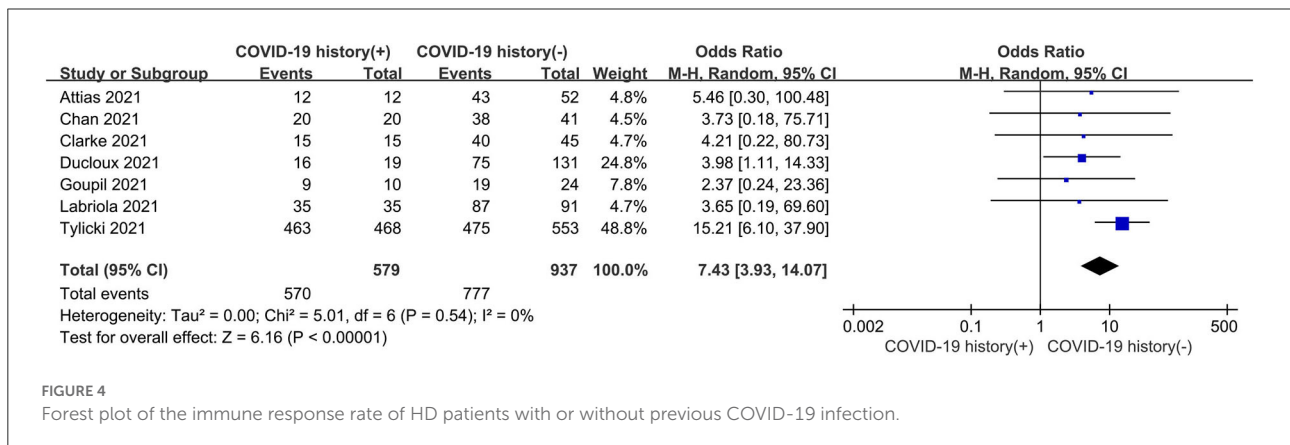 COVID-19 history(+) COVID-19 history(-) Odds Ratio Odds Ratio
Study or Subgroup Events Total Events Total Weight M-H, Random, 95% CI M-H, Random, 95% CI
Attias 2021 12 12 43 52 4.8% 5.46 [0.30, 100.48]
Chan 2021 20 20 38 41 4.5% 3.73 [0.18, 75.71]
Clarke 2021 15 15 40 45 4.7% 4.21 [0.22, 80.73]
Ducloux 2021 16 19 75 131 24.8% 3.98 [1.11, 14.33]
Goupil 2021 9 10 19 24 7.8% 2.37 [0.24, 23.36]
Labriola 2021 35 35 87 91 4.7% 3.65 [0.19, 69.60]
Tylicki 2021 463 468 475 553 48.8% 15.21 [6.10, 37.90]
Total (95% CI) 579 937 100.0% 7.43 [3.93, 14.07]
Total events 570 777
Heterogeneity: Tau² = 0.00; Chi² = 5.01, df = 6 (P = 0.54); I² = 0%
Test for overall effect: Z = 6.16 (P < 0.00001)
0.002 0.1 1 10 500
COVID-19 history(+) COVID-19 history(-)
FIGURE 4
Forest plot of the immune response rate of HD patients with or without previous COVID-19 infection.